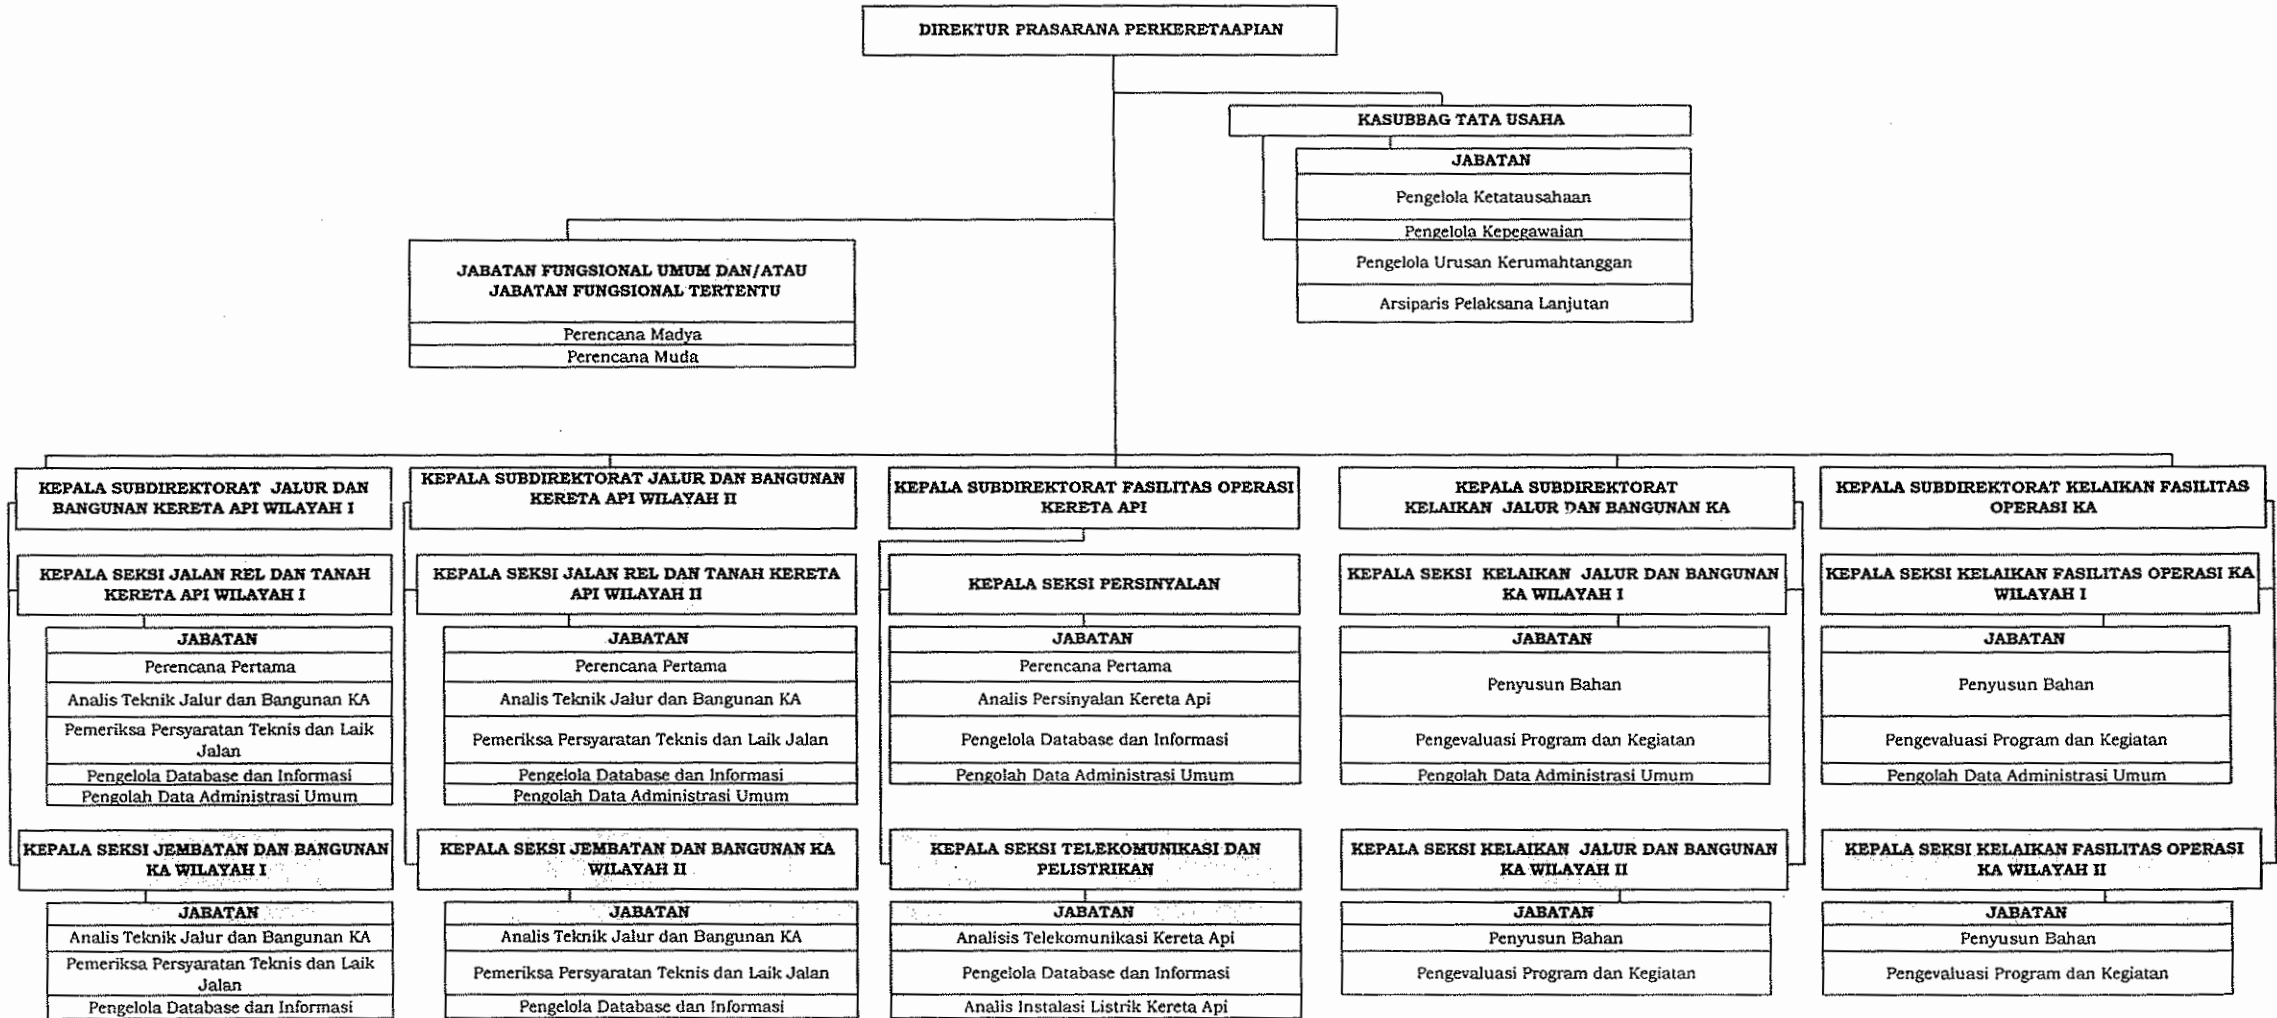 DIREKTUR PRASARANA PERKERETAAPIAN
KASUBBAG TATA USAHA
JABATAN
Pengelola Ketatausahaan
Pengelola Kepegawaian
Pengelola Urusan Kerumahtanggan
Arsiparis Pelaksana Lanjutan
JABATAN FUNGSIONAL UMUM DAN/ATAU
JABATAN FUNGSIONAL TERTENTU
Perencana Madya
Perencana Muda
KEPALA SUBDIREKTORAT JALUR DAN
BANGUNAN KERETA API WILAYAH I
KEPALA SEKSI JALAN REL DAN TANAH
KERETA API WILAYAH I
JABATAN
Perencana Pertama
Analis Teknik Jalur dan Bangunan KA
Pemeriksa Persyaratan Teknis dan Laik
Jalan
Pengelola Database dan Informasi
Pengolah Data Administrasi Umum
KEPALA SEKSI JEMBATAN DAN BANGUNAN
KA WILAYAH I
JABATAN
Analis Teknik Jalur dan Bangunan KA
Pemeriksa Persyaratan Teknis dan Laik
Jalan
Pengelola Database dan Informasi
KEPALA SUBDIREKTORAT JALUR DAN BANGUNAN
KERETA API WILAYAH II
KEPALA SEKSI JALAN REL DAN TANAH KERETA
API WILAYAH II
JABATAN
Perencana Pertama
Analis Teknik Jalur dan Bangunan KA
Pemeriksa Persyaratan Teknis dan Laik Jalan
Pengelola Database dan Informasi
Pengolah Data Administrasi Umum
KEPALA SEKSI JEMBATAN DAN BANGUNAN KA
WILAYAH II
JABATAN
Analis Teknik Jalur dan Bangunan KA
Pemeriksa Persyaratan Teknis dan Laik Jalan
Pengelola Database dan Informasi
KEPALA SUBDIREKTORAT FASILITAS OPERASI
KERETA API
KEPALA SEKSI PERSINYALAN
JABATAN
Perencana Pertama
Analis Persinyalan Kereta Api
Pengelola Database dan Informasi
Pengolah Data Administrasi Umum
KEPALA SEKSI TELEKOMUNIKASI DAN
PELISTRIKAN
JABATAN
Analisis Telekomunikasi Kereta Api
Pengelola Database dan Informasi
Analis Instalasi Listrik Kereta Api
KEPALA SUBDIREKTORAT
KELAIKAN JALUR DAN BANGUNAN KA
KEPALA SEKSI KELAIKAN JALUR DAN BANGUNAN
KA WILAYAH I
JABATAN
Penyusun Bahan
Pengevaluasi Program dan Kegiatan
Pengolah Data Administrasi Umum
KEPALA SEKSI KELAIKAN JALUR DAN BANGUNAN
KA WILAYAH II
JABATAN
Penyusun Bahan
Pengevaluasi Program dan Kegiatan
KEPALA SUBDIREKTORAT KELAIKAN FASILITAS
OPERASI KA
KEPALA SEKSI KELAIKAN FASILITAS OPERASI KA
WILAYAH I
JABATAN
Penyusun Bahan
Pengevaluasi Program dan Kegiatan
Pengolah Data Administrasi Umum
KEPALA SEKSI KELAIKAN FASILITAS OPERASI
KA WILAYAH II
JABATAN
Penyusun Bahan
Pengevaluasi Program dan Kegiatan